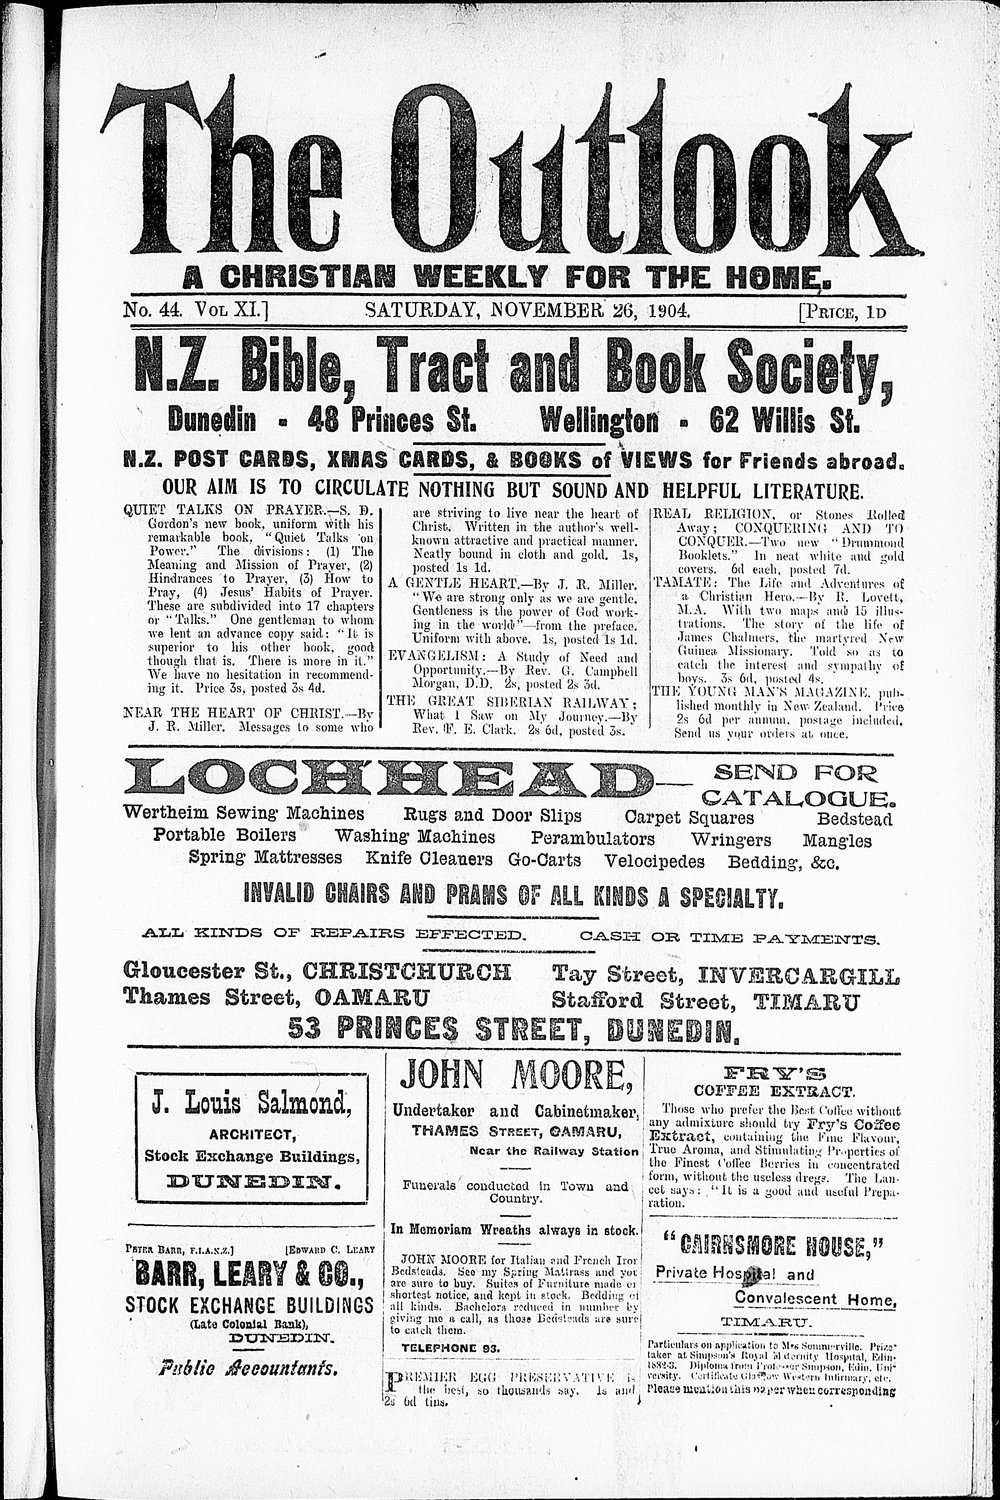 The Outlook
A CHRISTIAN WEEKLY FOR THE HOME.
No. 44. Vol XI.] SATURDAY, NOVEMBER 26, 1904. [Price, 1d
N.Z. Bible, Tract and Book Society,
Dunedin - 48 Princes St. Wellington - 62 Willis St.
N.Z. POST CARDS, XMAS CARDS, & BOOKS of VIEWS for Friends abroad.
OUR AIM IS TO CIRCULATE NOTHING BUT SOUND AND HELPFUL LITERATURE.
QUIET TALKS ON PRAYER.—S. D.
Gordon's new book, uniform with his
remarkable book, "Quiet Talks on
Power." The divisions: (1) The
Meaning and Mission of Prayer, (2)
Hindrances to Prayer, (3) How to
Pray, (4) Jesus' Habits of Prayer.
These are subdivided into 17 chapters
or "Talks." One gentleman to whom
we lent an advance copy said: "It is
superior to his other book, good
though that is. There is more in it."
We have no hesitation in recommend-
ing it. Price 3s, posted 3s 4d.
NEAR THE HEART OF CHRIST.—By
J. R. Miller. Messages to some who
are striving to live near the heart of
Christ. Written in the author's well-
known attractive and practical manner.
Neatly bound in cloth and gold. 1s,
posted 1s 1d.
A GENTLE HEART.—By J. R. Miller.
"We are strong only as we are gentle.
Gentleness is the power of God work-
ing in the world"—from the preface.
Uniform with above. 1s, posted 1s 1d.
EVANGELISM: A Study of Need and
Opportunity.—By Rev. G. Campbell
Morgan, D.D. 2s, posted 2s 3d.
THE GREAT SIBERIAN RAILWAY;
What I Saw on My Journey.—By
Rev. F. E. Clark. 2s 6d, posted 3s.
REAL RELIGION, or Stones Rolled
Away; CONQUERING AND TO
CONQUER.—Two new "Drummond
Booklets." In neat white and gold
covers. 6d each, posted 7d.
TAMATE: The Life and Adventures of
a Christian Hero.—By R. Lovett,
M.A. With two maps and 15 illus-
trations. The story of the life of
James Chalmers, the martyred New
Guinea Missionary. Told so as to
catch the interest and sympathy of
boys. 3s 6d, posted 4s.
THE YOUNG MAN'S MAGAZINE, pub-
lished monthly in New Zealand. Price
2s 6d per annum, postage included.
Send us your orders at once.
LOCHHEAD— SEND FOR
CATALOGUE.
Wertheim Sewing Machines Rugs and Door Slips Carpet Squares Bedstead
Portable Boilers Washing Machines Perambulators Wringers Mangles
Spring Mattresses Knife Cleaners Go-Carts Velocipedes Bedding, &c.
INVALID CHAIRS AND PRAMS OF ALL KINDS A SPECIALTY.
ALL KINDS OF REPAIRS EFFECTED. CASH OR TIME PAYMENTS.
Gloucester St., CHRISTCHURCH Tay Street, INVERCARGILL
Thames Street, OAMARU Stafford Street, TIMARU
53 PRINCES STREET, DUNEDIN.
J. Louis Salmond,
ARCHITECT,
Stock Exchange Buildings,
DUNEDIN.
Peter Barr, F.I.A.N.Z.] [Edward C. Leary
BARR, LEARY & CO.,
STOCK EXCHANGE BUILDINGS
(Late Colonial Bank),
DUNEDIN.
Public Accountants.
JOHN MOORE,
Undertaker and Cabinetmaker,
THAMES STREET, OAMARU,
Near the Railway Station
Funerals conducted in Town and
Country.
In Memoriam Wreaths always in stock.
JOHN MOORE for Italian and French Iror
Bedsteads. See my Spring Mattrass and you
are sure to buy. Suites of Furniture made or
shortest notice, and kept in stock. Bedding of
all kinds. Bachelors reduced in number by
giving me a call, as those Bedsteads are sure
to catch them.
TELEPHONE 93.
PREMIER EGG PRESERVATIVE is
the best, so thousands say. 1s and
2s 6d tins.
FRY'S
COFFEE EXTRACT.
Those who prefer the Best Coffee without
any admixture should try Fry's Coffee
Extract, containing the Fine Flavour,
True Aroma, and Stimulating Properties of
the Finest Coffee Berries in concentrated
form, without the useless dregs. The Lan-
cet says: "It is a good and useful Prepa-
ration.
"CAIRNSMORE HOUSE,"
Private Hospital and
Convalescent Home,
TIMARU.
Particulars on application to Mrs Sommerville. Prize-
taker at Simpson's Royal Maternity Hospital, Edin-
1882-3. Diploma from Professor Simpson, Edin. Uni-
versity. Certificate Glasgow Western Infirmary, etc.
Please mention this paper when corresponding